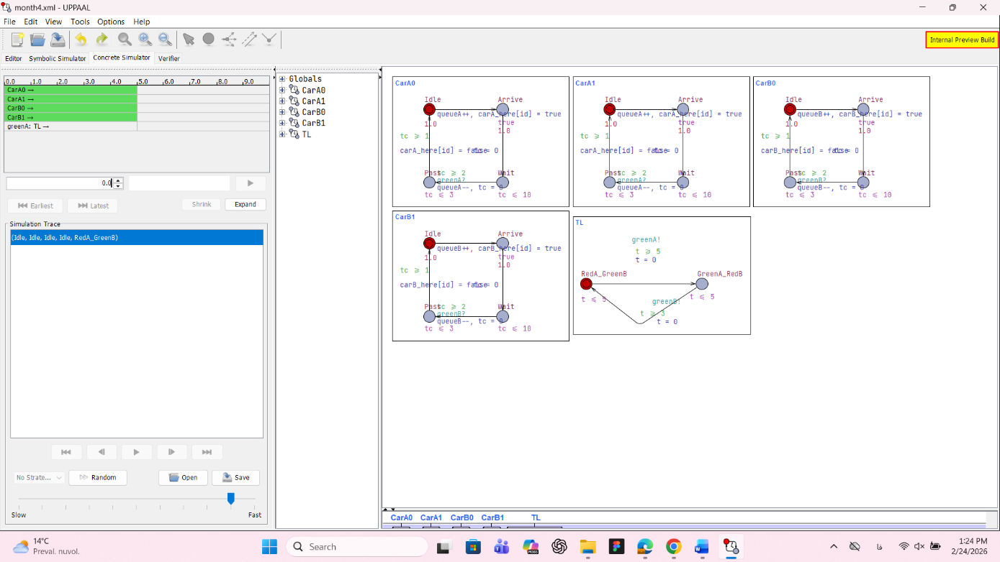 month4.xml - UPPAAL
File Edit View Tools Options Help
Internal Preview Build
Editor Symbolic Simulator Concrete Simulator Verifier
0.0 1.0 2.0 3.0 4.0 5.0 6.0 7.0 8.0 9.0
CarA0 →
CarA1 →
CarB0 →
CarB1 →
greenA: TL →
0.0
Earliest Latest Shrink Expand
Simulation Trace
(Idle, Idle, Idle, Idle, RedA_GreenB)
No Strate... Random Open Save
Slow Fast
Globals
CarA0
CarA1
CarB0
CarB1
TL
CarA0
Idle Arrive
queueA++, carA_here[id] = true
1.0 true
1.0
tc ⩾ 1
carA_here[id] = false tc = 0
Pass tc ⩾ 2 Wait
greenA?
queueA--, tc = 0
tc ⩽ 3 tc ⩽ 10
CarA1
Idle Arrive
queueA++, carA_here[id] = true
1.0 true
1.0
tc ⩾ 1
carA_here[id] = false tc = 0
Pass tc ⩾ 2 Wait
greenA?
queueA--, tc = 0
tc ⩽ 3 tc ⩽ 10
CarB0
Idle Arrive
queueB++, carB_here[id] = true
1.0 true
1.0
tc ⩾ 1
carB_here[id] = false tc = 0
Pass tc ⩾ 2 Wait
greenB?
queueB--, tc = 0
tc ⩽ 3 tc ⩽ 10
CarB1
Idle Arrive
queueB++, carB_here[id] = true
1.0 true
1.0
tc ⩾ 1
carB_here[id] = false tc = 0
Pass tc ⩾ 2 Wait
greenB?
queueB--, tc = 0
tc ⩽ 3 tc ⩽ 10
TL
greenA!
t ⩾ 5
t = 0
RedA_GreenB GreenA_RedB
t ⩽ 5 t ⩽ 5
greenB!
t ⩾ 3
t = 0
CarA0 CarA1 CarB0 CarB1 TL
14°C
Preval. nuvol.
Search
فا
1:24 PM
2/24/2026